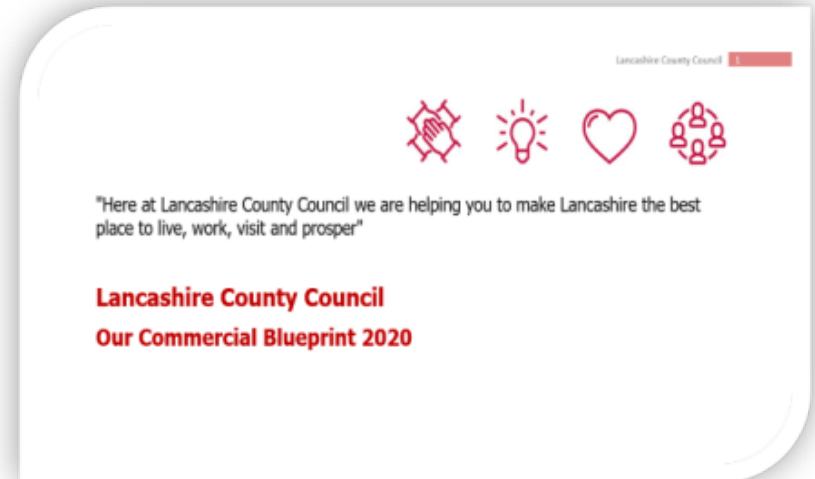 Lancashire County Council 1
"Here at Lancashire County Council we are helping you to make Lancashire the best
place to live, work, visit and prosper"
Lancashire County Council
Our Commercial Blueprint 2020